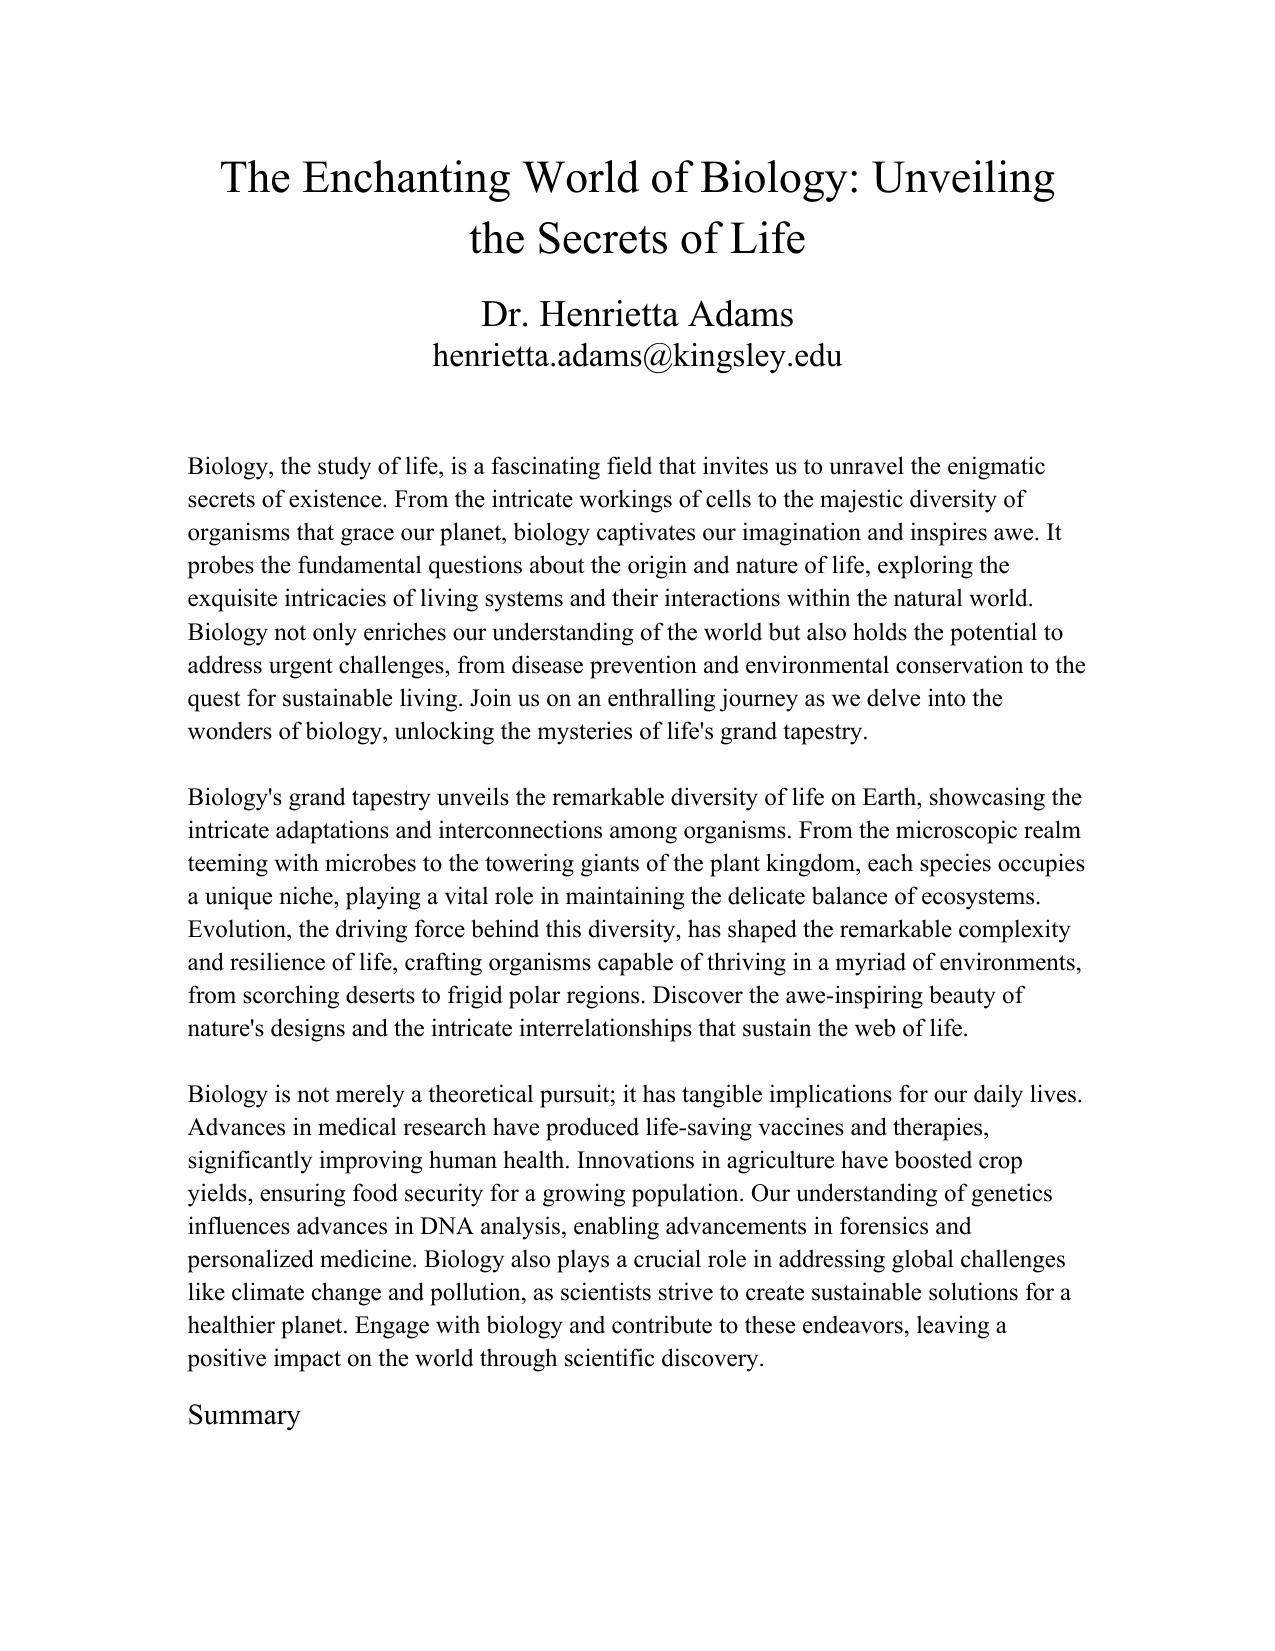 The Enchanting World of Biology: Unveiling
the Secrets of Life
Dr. Henrietta Adams
henrietta.adams@kingsley.edu
Biology, the study of life, is a fascinating field that invites us to unravel the enigmatic
secrets of existence. From the intricate workings of cells to the majestic diversity of
organisms that grace our planet, biology captivates our imagination and inspires awe. It
probes the fundamental questions about the origin and nature of life, exploring the
exquisite intricacies of living systems and their interactions within the natural world.
Biology not only enriches our understanding of the world but also holds the potential to
address urgent challenges, from disease prevention and environmental conservation to the
quest for sustainable living. Join us on an enthralling journey as we delve into the
wonders of biology, unlocking the mysteries of life's grand tapestry.
Biology's grand tapestry unveils the remarkable diversity of life on Earth, showcasing the
intricate adaptations and interconnections among organisms. From the microscopic realm
teeming with microbes to the towering giants of the plant kingdom, each species occupies
a unique niche, playing a vital role in maintaining the delicate balance of ecosystems.
Evolution, the driving force behind this diversity, has shaped the remarkable complexity
and resilience of life, crafting organisms capable of thriving in a myriad of environments,
from scorching deserts to frigid polar regions. Discover the awe-inspiring beauty of
nature's designs and the intricate interrelationships that sustain the web of life.
Biology is not merely a theoretical pursuit; it has tangible implications for our daily lives.
Advances in medical research have produced life-saving vaccines and therapies,
significantly improving human health. Innovations in agriculture have boosted crop
yields, ensuring food security for a growing population. Our understanding of genetics
influences advances in DNA analysis, enabling advancements in forensics and
personalized medicine. Biology also plays a crucial role in addressing global challenges
like climate change and pollution, as scientists strive to create sustainable solutions for a
healthier planet. Engage with biology and contribute to these endeavors, leaving a
positive impact on the world through scientific discovery.
Summary